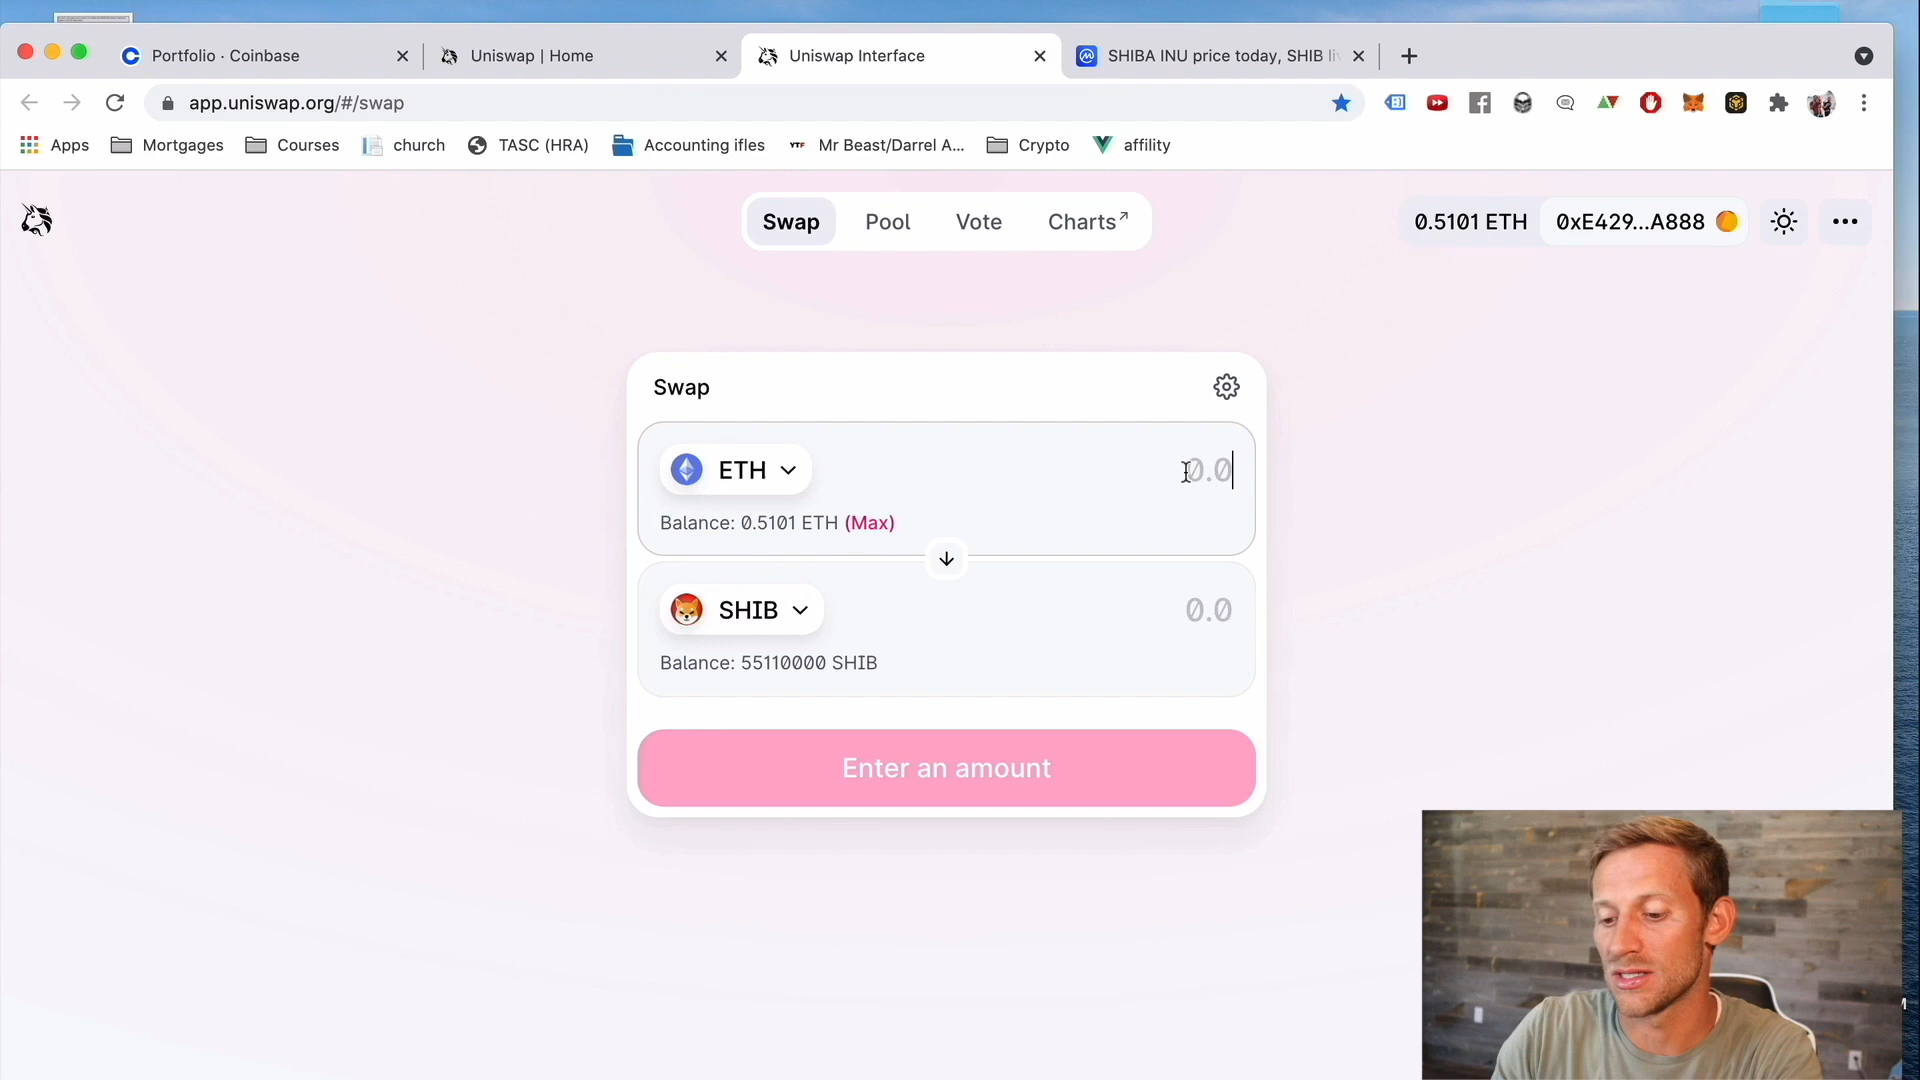 Portfolio · Coinbase
Uniswap | Home
Uniswap Interface
SHIBA INU price today, SHIB li
app.uniswap.org/#/swap
Apps
Mortgages
Courses
church
TASC (HRA)
Accounting ifles
YTF
Mr Beast/Darrel A...
Crypto
affility
Swap
Pool
Vote
Charts↗
0.5101 ETH
0xE429...A888
Swap
ETH
0.0
Balance: 0.5101 ETH (Max)
SHIB
0.0
Balance: 55110000 SHIB
Enter an amount